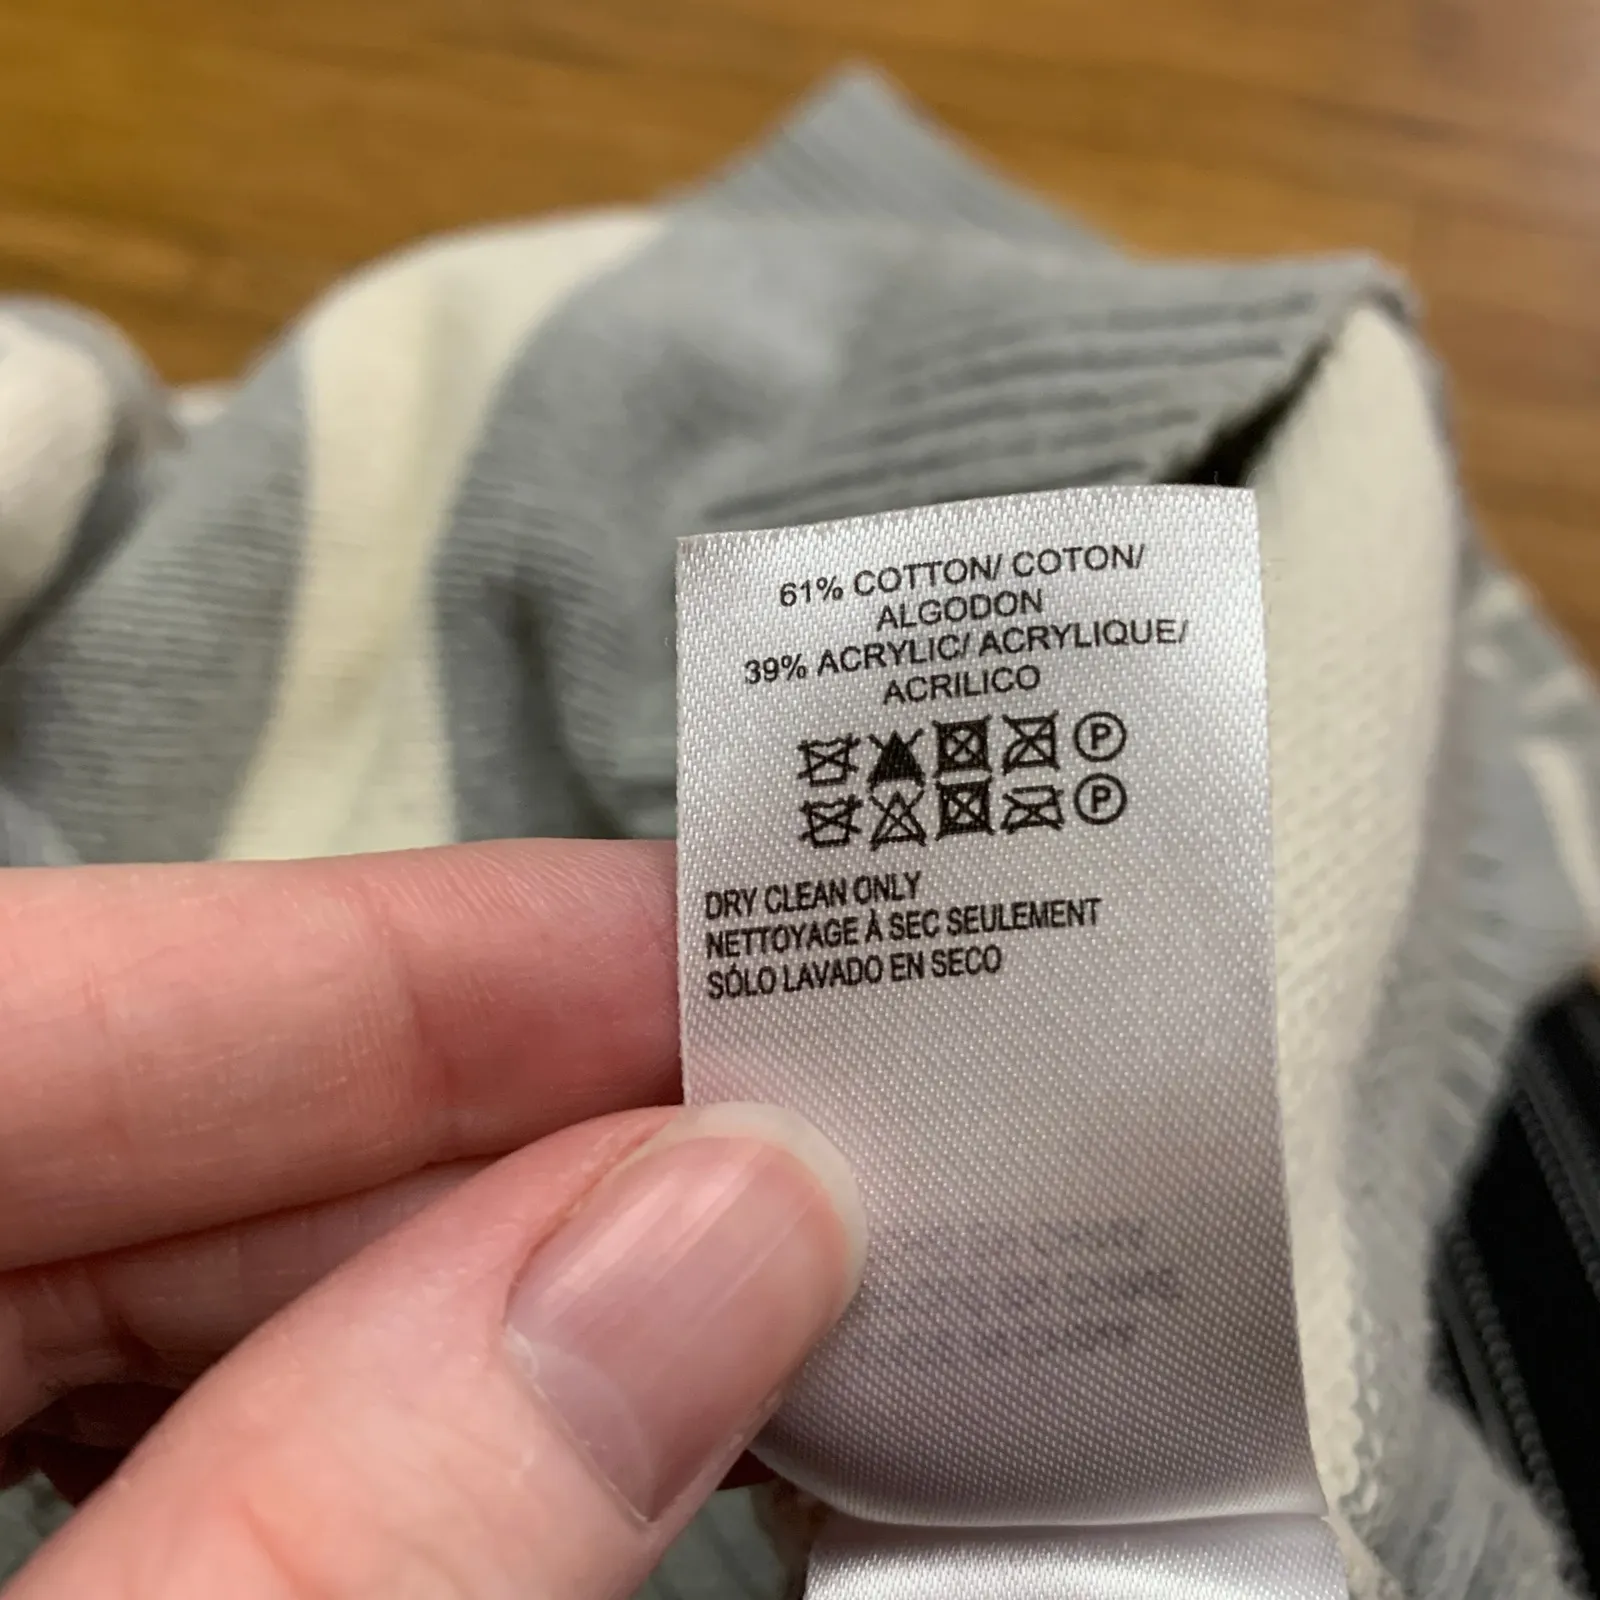 61% COTTON/ COTON/
ALGODON
39% ACRYLIC/ ACRYLIQUE/
ACRILICO
P
P
DRY CLEAN ONLY
NETTOYAGE À SEC SEULEMENT
SÓLO LAVADO EN SECO